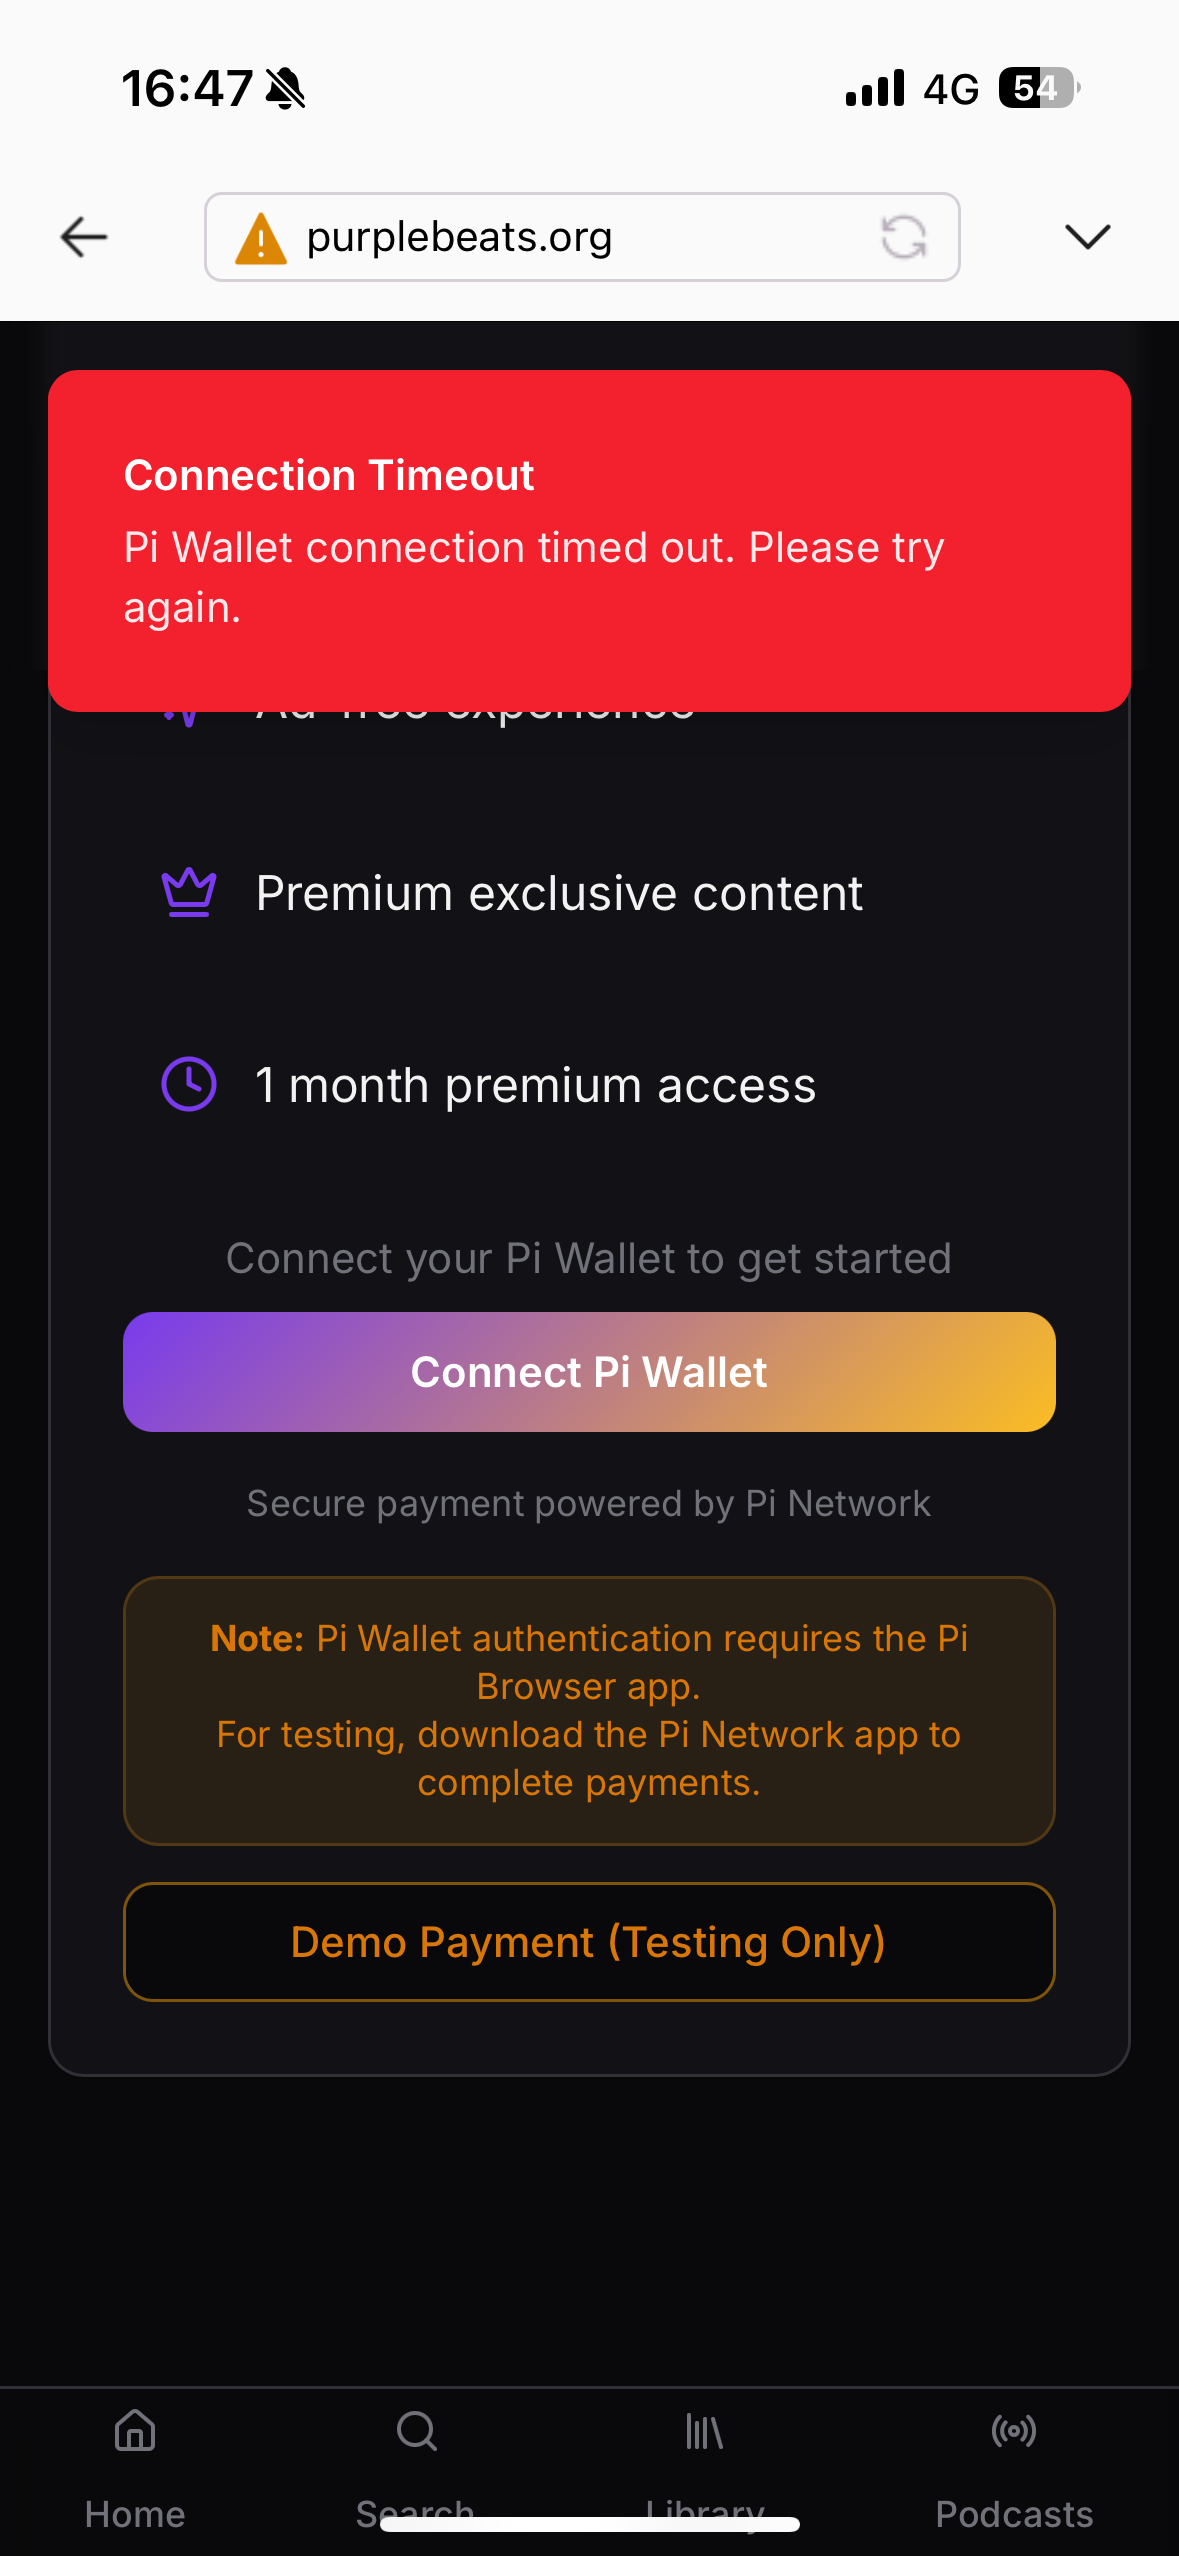 16:47
4G
54
purplebeats.org
Connection Timeout
Pi Wallet connection timed out. Please try
again.
Ad-free experience
Premium exclusive content
1 month premium access
Connect your Pi Wallet to get started
Connect Pi Wallet
Secure payment powered by Pi Network
Note: Pi Wallet authentication requires the Pi
Browser app.
For testing, download the Pi Network app to
complete payments.
Demo Payment (Testing Only)
Home
Search
Library
Podcasts